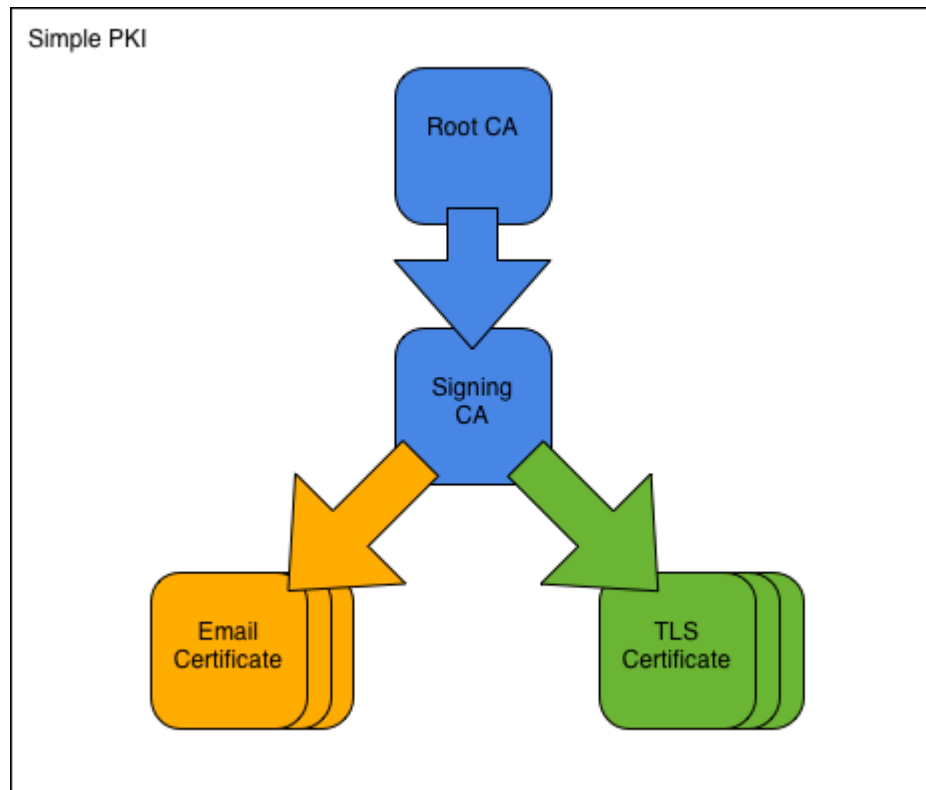 Simple PKI
Root CA
Signing
CA
Email
Certificate
TLS
Certificate